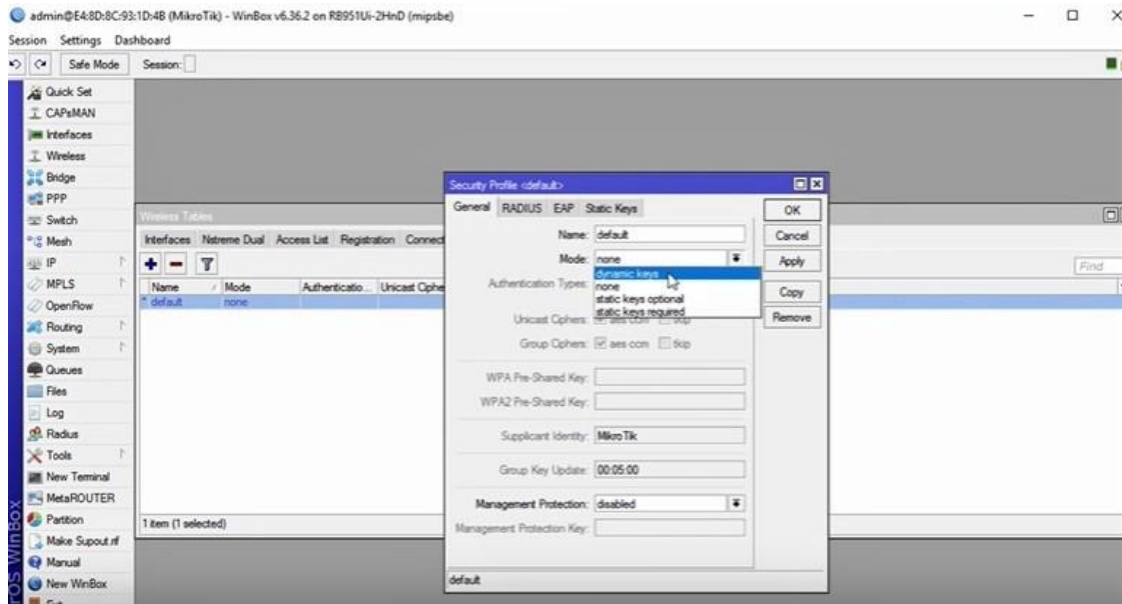 admin@E4:8D:8C:93:1D:4B (MikroTik) - WinBox v6.36.2 on RB951Ui-2HnD (mipsbe)
Session Settings Dashboard
Safe Mode Session:
Quick Set
CAPsMAN
Interfaces
Wireless
Bridge
PPP
Switch
Mesh
IP
MPLS
OpenFlow
Routing
System
Queues
Files
Log
Radius
Tools
New Terminal
MetaROUTER
Partition
Make Supout.rif
Manual
New WinBox
Exit
Wireless Tables
Interfaces Nstreme Dual Access List Registration Connect
Find
Name Mode Authenticatio... Unicast Ciphe
* default none
1 item (1 selected)
Security Profile <default>
General RADIUS EAP Static Keys
Name: default
Mode: none
dynamic keys
none
static keys optional
static keys required
Authentication Types:
Unicast Ciphers: aes ccm tkip
Group Ciphers: aes ccm tkip
WPA Pre-Shared Key:
WPA2 Pre-Shared Key:
Supplicant Identity: MikroTik
Group Key Update: 00:05:00
Management Protection: disabled
Management Protection Key:
default
OK
Cancel
Apply
Copy
Remove
OS WinBox